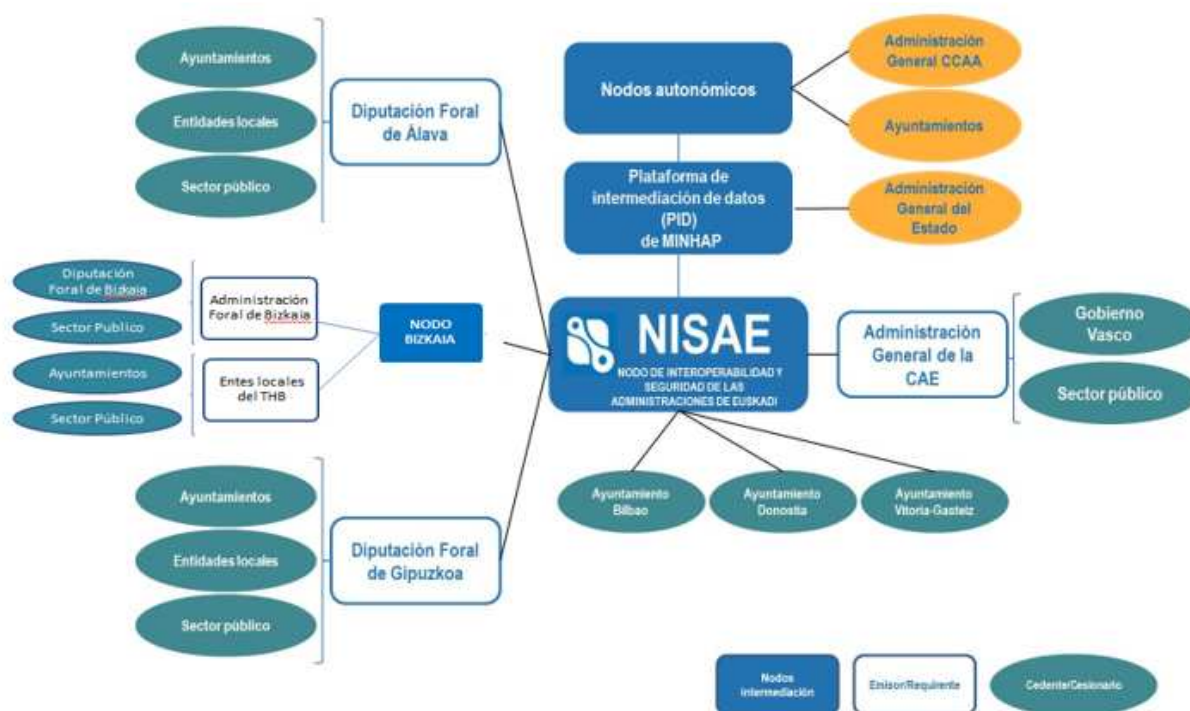 Ayuntamientos
Entidades locales
Sector público
Diputación Foral
de Álava
Nodos autonómicos
Administración
General CCAA
Ayuntamientos
Plataforma de
intermediación de datos
(PID)
de MINHAP
Administración
General del
Estado
Diputación
Foral de Bizkaia
Sector Publico
Ayuntamientos
Sector Público
Administración
Foral de Bizkaia
Entes locales
del THB
NODO
BIZKAIA
NISAE
NODO DE INTEROPERABILIDAD Y
SEGURIDAD DE LAS
ADMINISTRACIONES DE EUSKADI
Administración
General de la
CAE
Gobierno
Vasco
Sector público
Ayuntamiento
Bilbao
Ayuntamiento
Donostia
Ayuntamiento
Vitoria-Gasteiz
Ayuntamientos
Entidades locales
Sector público
Diputación Foral
de Gipuzkoa
Nodos
intermediación
Emisor/Requirente
Cedente/Cesionario